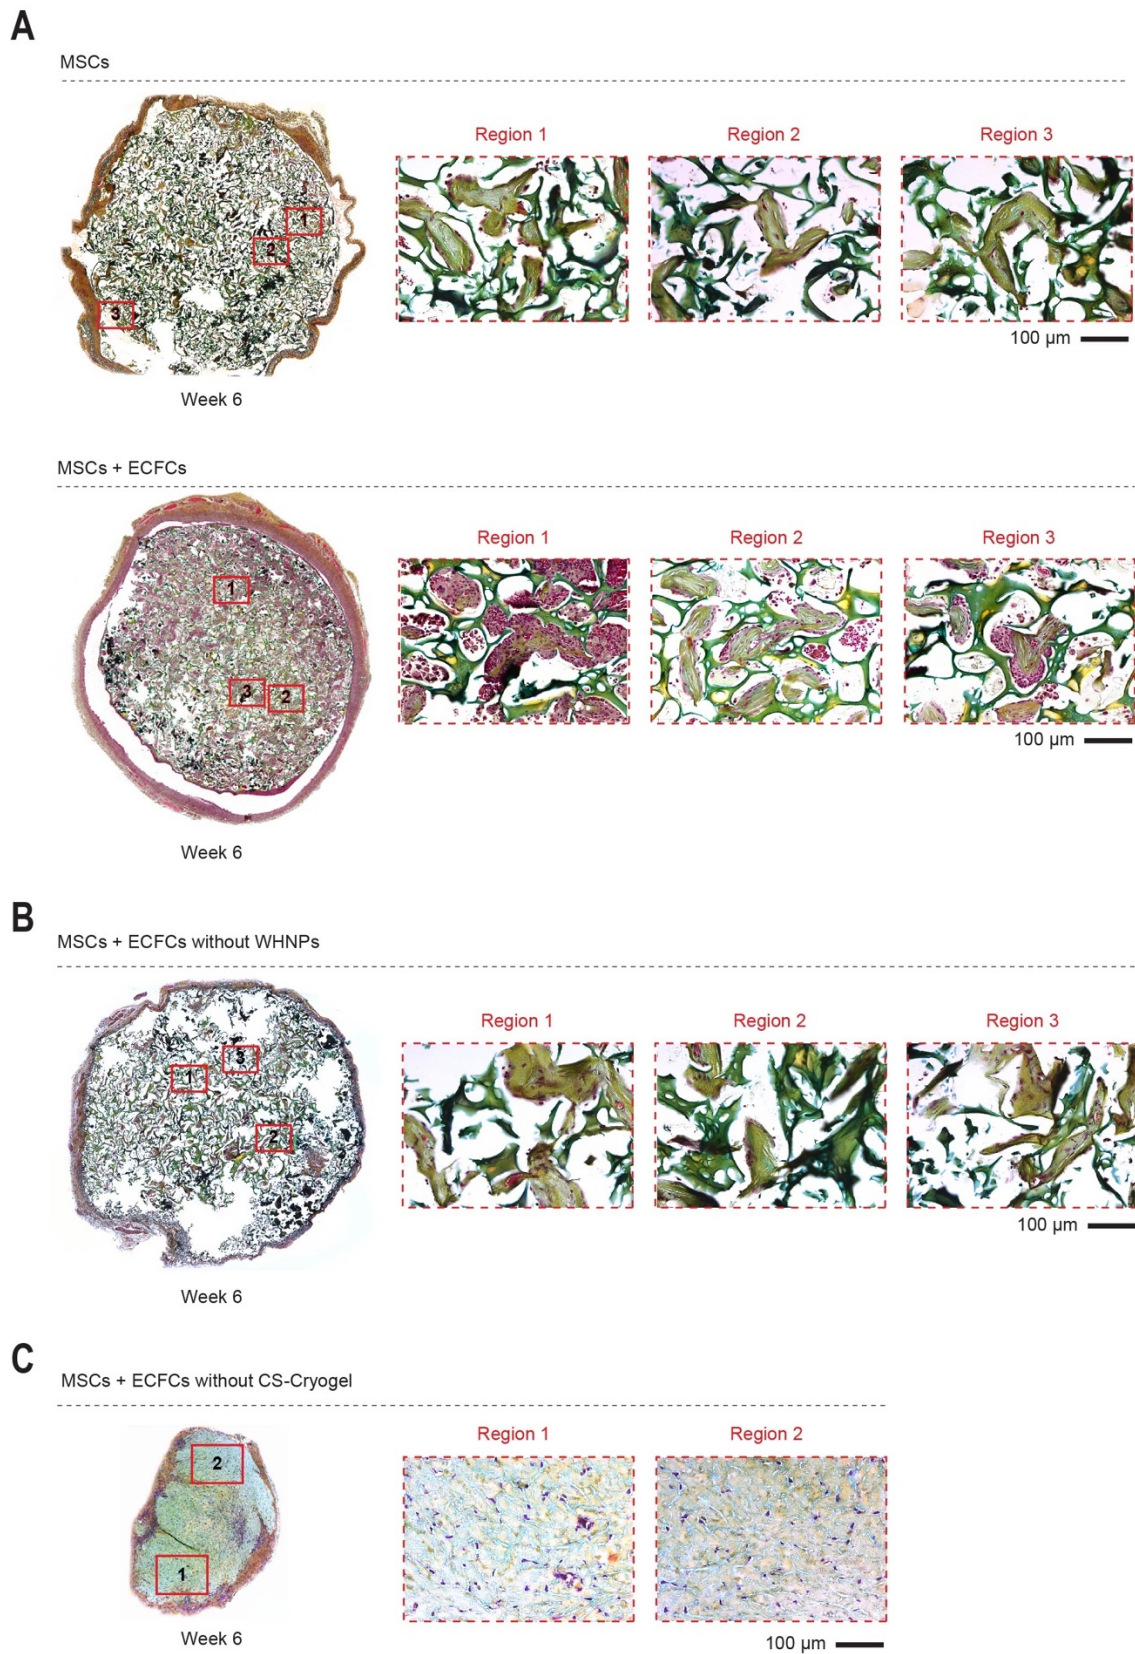 A
MSCs
Region 1 Region 2 Region 3
1
2
3
100 µm
Week 6
MSCs + ECFCs
Region 1 Region 2 Region 3
1
3 2
100 µm
Week 6
B
MSCs + ECFCs without WHNPs
Region 1 Region 2 Region 3
3
1
2
100 µm
Week 6
C
MSCs + ECFCs without CS-Cryogel
Region 1 Region 2
2
1
100 µm
Week 6